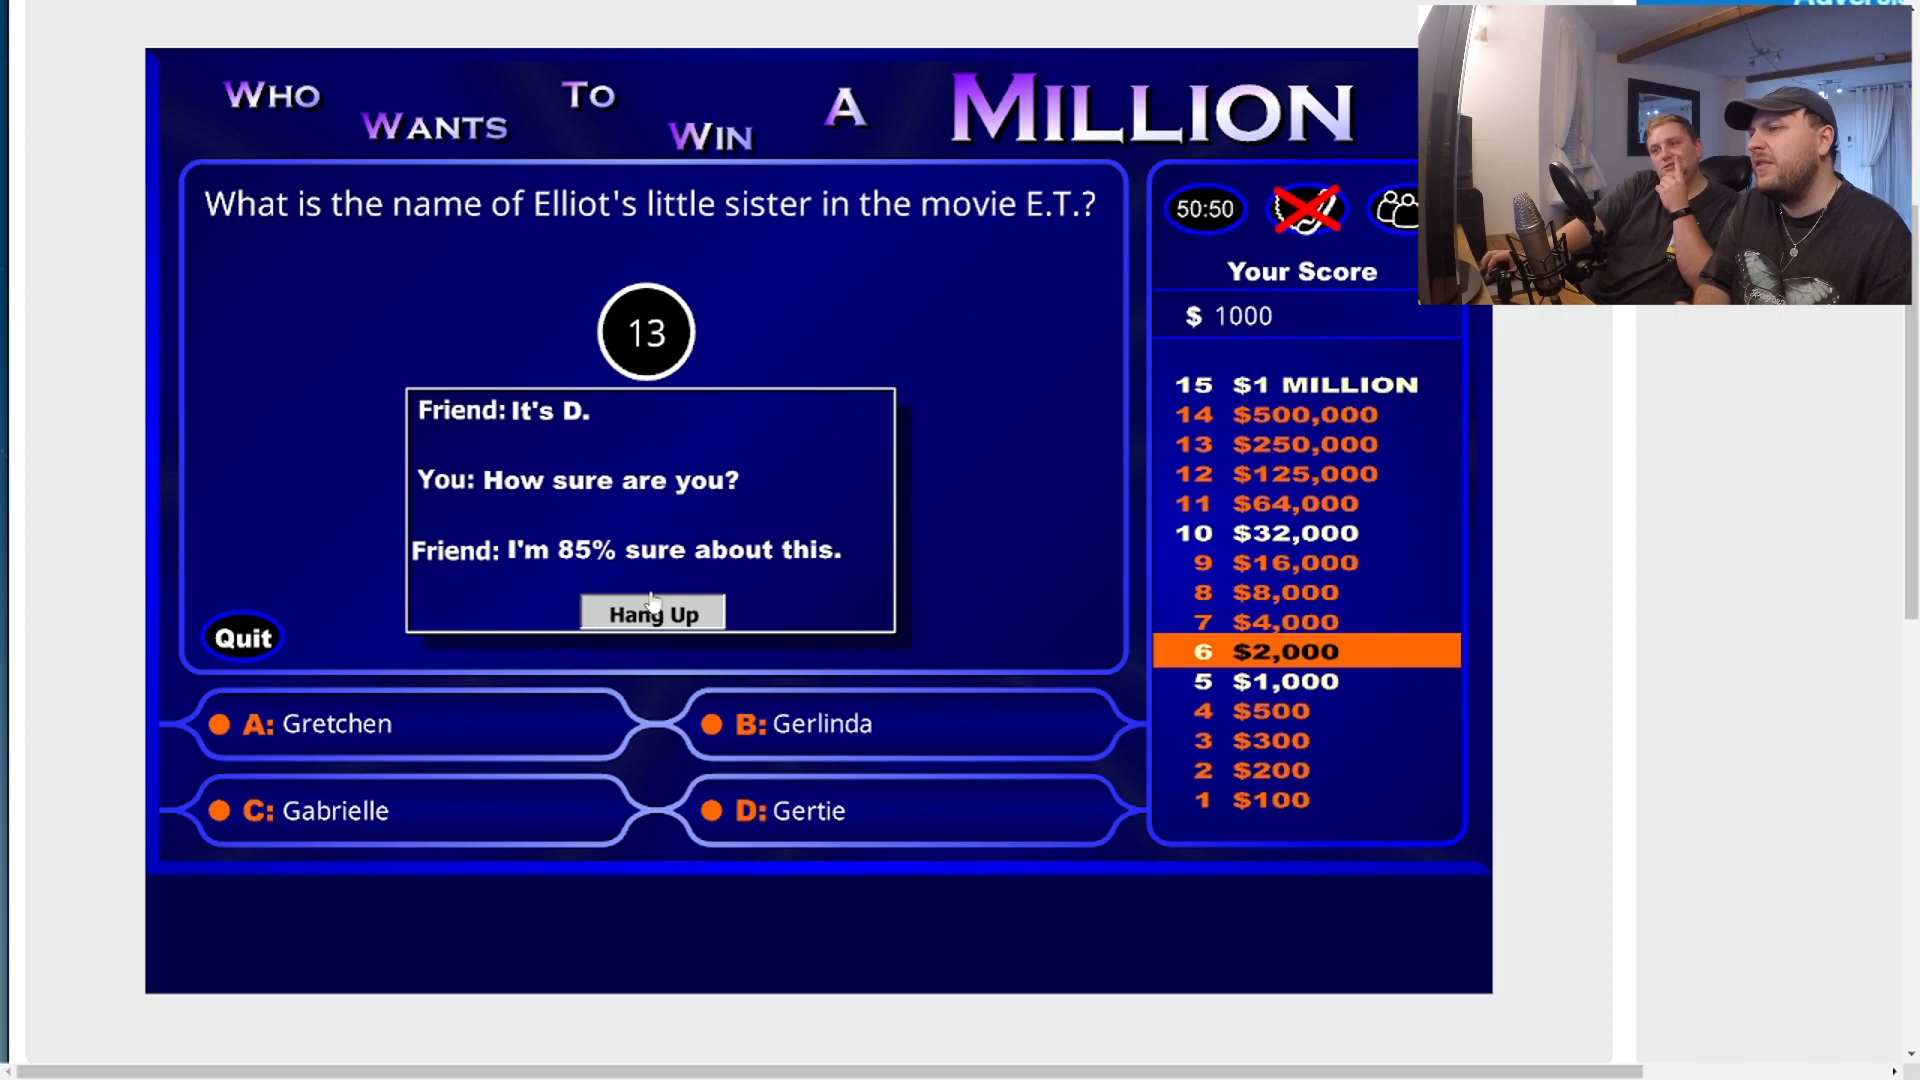 WHO WANTS TO WIN A MILLION
What is the name of Elliot's little sister in the movie E.T.?
50:50
Your Score
$ 1000
13
Friend: It's D.
You: How sure are you?
Friend: I'm 85% sure about this.
Hang Up
Quit
15 $1 MILLION
14 $500,000
13 $250,000
12 $125,000
11 $64,000
10 $32,000
9 $16,000
8 $8,000
7 $4,000
6 $2,000
5 $1,000
4 $500
3 $300
2 $200
1 $100
A: Gretchen
B: Gerlinda
C: Gabrielle
D: Gertie